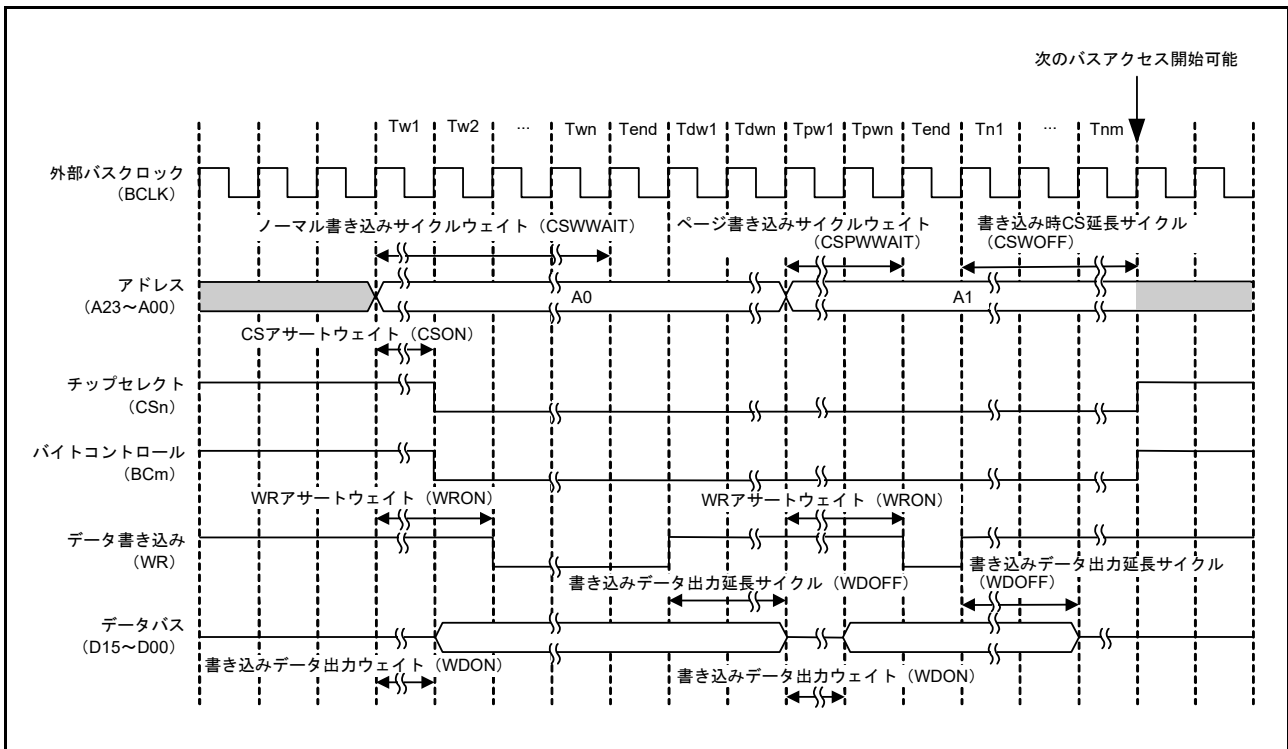 次のバスアクセス開始可能
Tw1 Tw2 ... Twn Tend Tdw1 Tdwn Tpw1 Tpwn Tend Tn1 ... Tnm
外部バスクロック
(BCLK)
ノーマル書き込みサイクルウェイト(CSWWAIT)
ページ書き込みサイクルウェイト
(CSPWWAIT)
書き込み時CS延長サイクル
(CSWOFF)
アドレス
(A23~A00)
A0
A1
CSアサートウェイト(CSON)
チップセレクト
(CSn)
バイトコントロール
(BCm)
WRアサートウェイト(WRON)
WRアサートウェイト(WRON)
データ書き込み
(WR)
書き込みデータ出力延長サイクル(WDOFF)
書き込みデータ出力延長サイクル
(WDOFF)
データバス
(D15~D00)
書き込みデータ出力ウェイト(WDON)
書き込みデータ出力ウェイト(WDON)